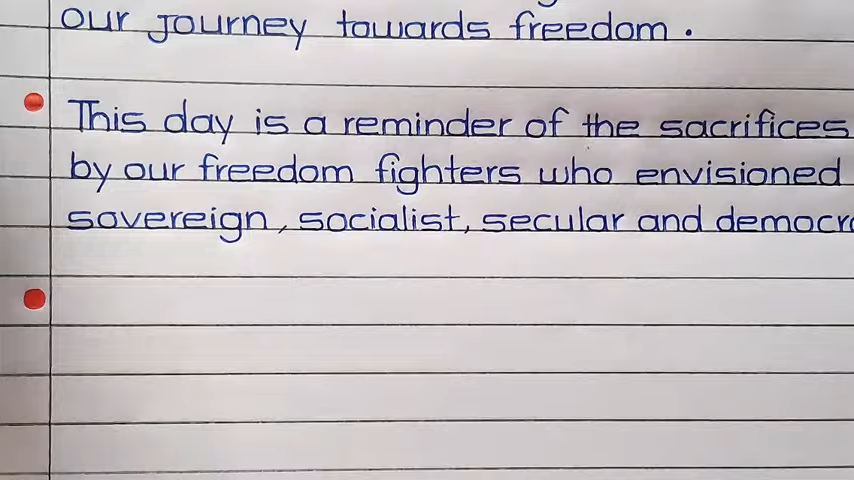 our journey towards freedom.
This day is a reminder of the sacrifices
by our freedom fighters who envisioned
sovereign, socialist, secular and